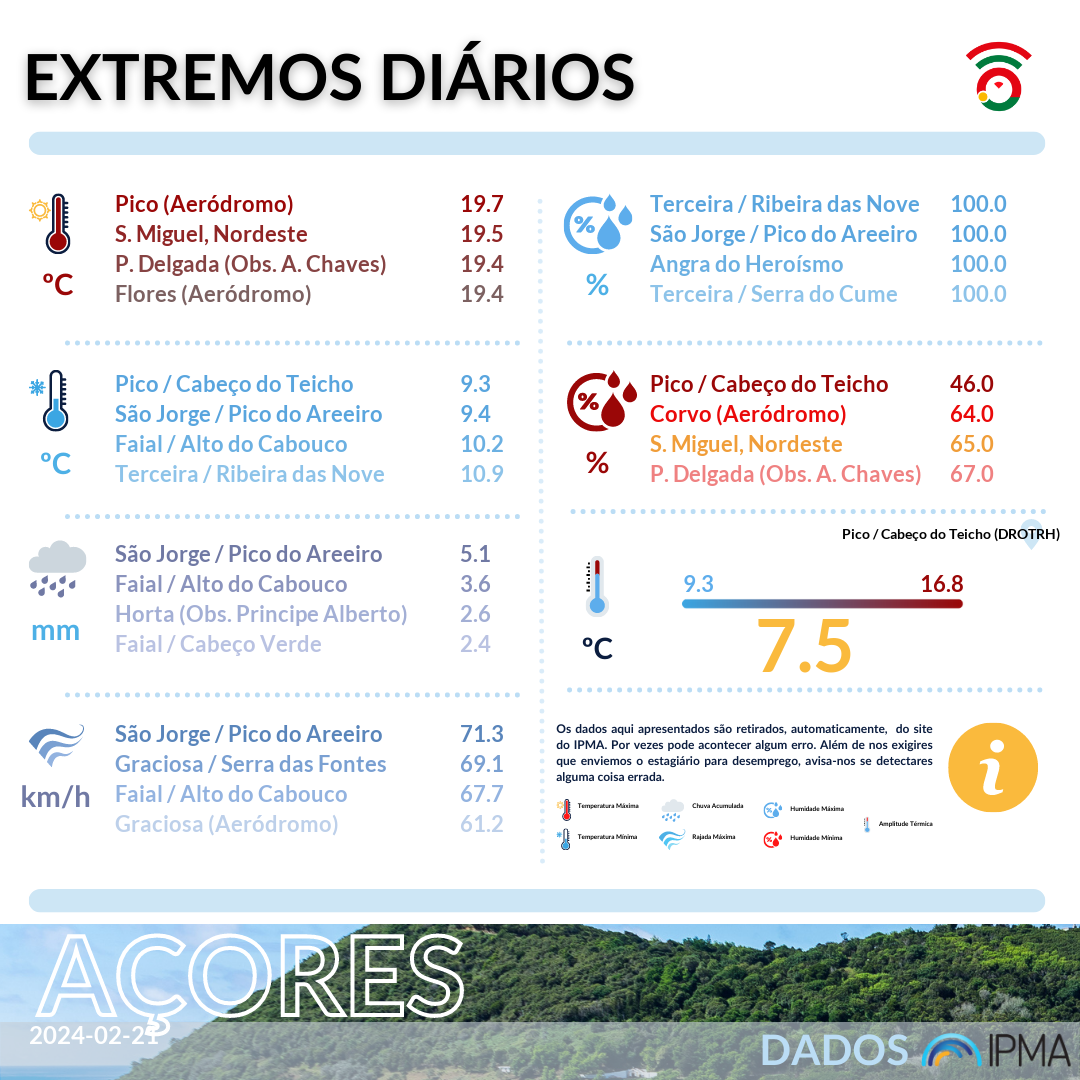 EXTREMOS DIÁRIOS
Pico (Aeródromo) 19.7
S. Miguel, Nordeste 19.5
P. Delgada (Obs. A. Chaves) 19.4
Flores (Aeródromo) 19.4
ºC
Pico / Cabeço do Teicho 9.3
São Jorge / Pico do Areeiro 9.4
Faial / Alto do Cabouco 10.2
Terceira / Ribeira das Nove 10.9
ºC
São Jorge / Pico do Areeiro 5.1
Faial / Alto do Cabouco 3.6
Horta (Obs. Principe Alberto) 2.6
Faial / Cabeço Verde 2.4
mm
São Jorge / Pico do Areeiro 71.3
Graciosa / Serra das Fontes 69.1
Faial / Alto do Cabouco 67.7
Graciosa (Aeródromo) 61.2
km/h
Terceira / Ribeira das Nove 100.0
São Jorge / Pico do Areeiro 100.0
Angra do Heroísmo 100.0
Terceira / Serra do Cume 100.0
%
%
Pico / Cabeço do Teicho 46.0
Corvo (Aeródromo) 64.0
S. Miguel, Nordeste 65.0
P. Delgada (Obs. A. Chaves) 67.0
%
%
Pico / Cabeço do Teicho (DROTRH)
9.3 16.8
7.5
ºC
Os dados aqui apresentados são retirados, automaticamente, do site
do IPMA. Por vezes pode acontecer algum erro. Além de nos exigires
que enviemos o estagiário para desemprego, avisa-nos se detectares
alguma coisa errada.
i
Temperatura Máxima Chuva Acumulada Humidade Máxima
Amplitude Térmica
Temperatura Mínima Rajada Máxima Humidade Mínima
AÇORES
2024-02-21
DADOS IPMA